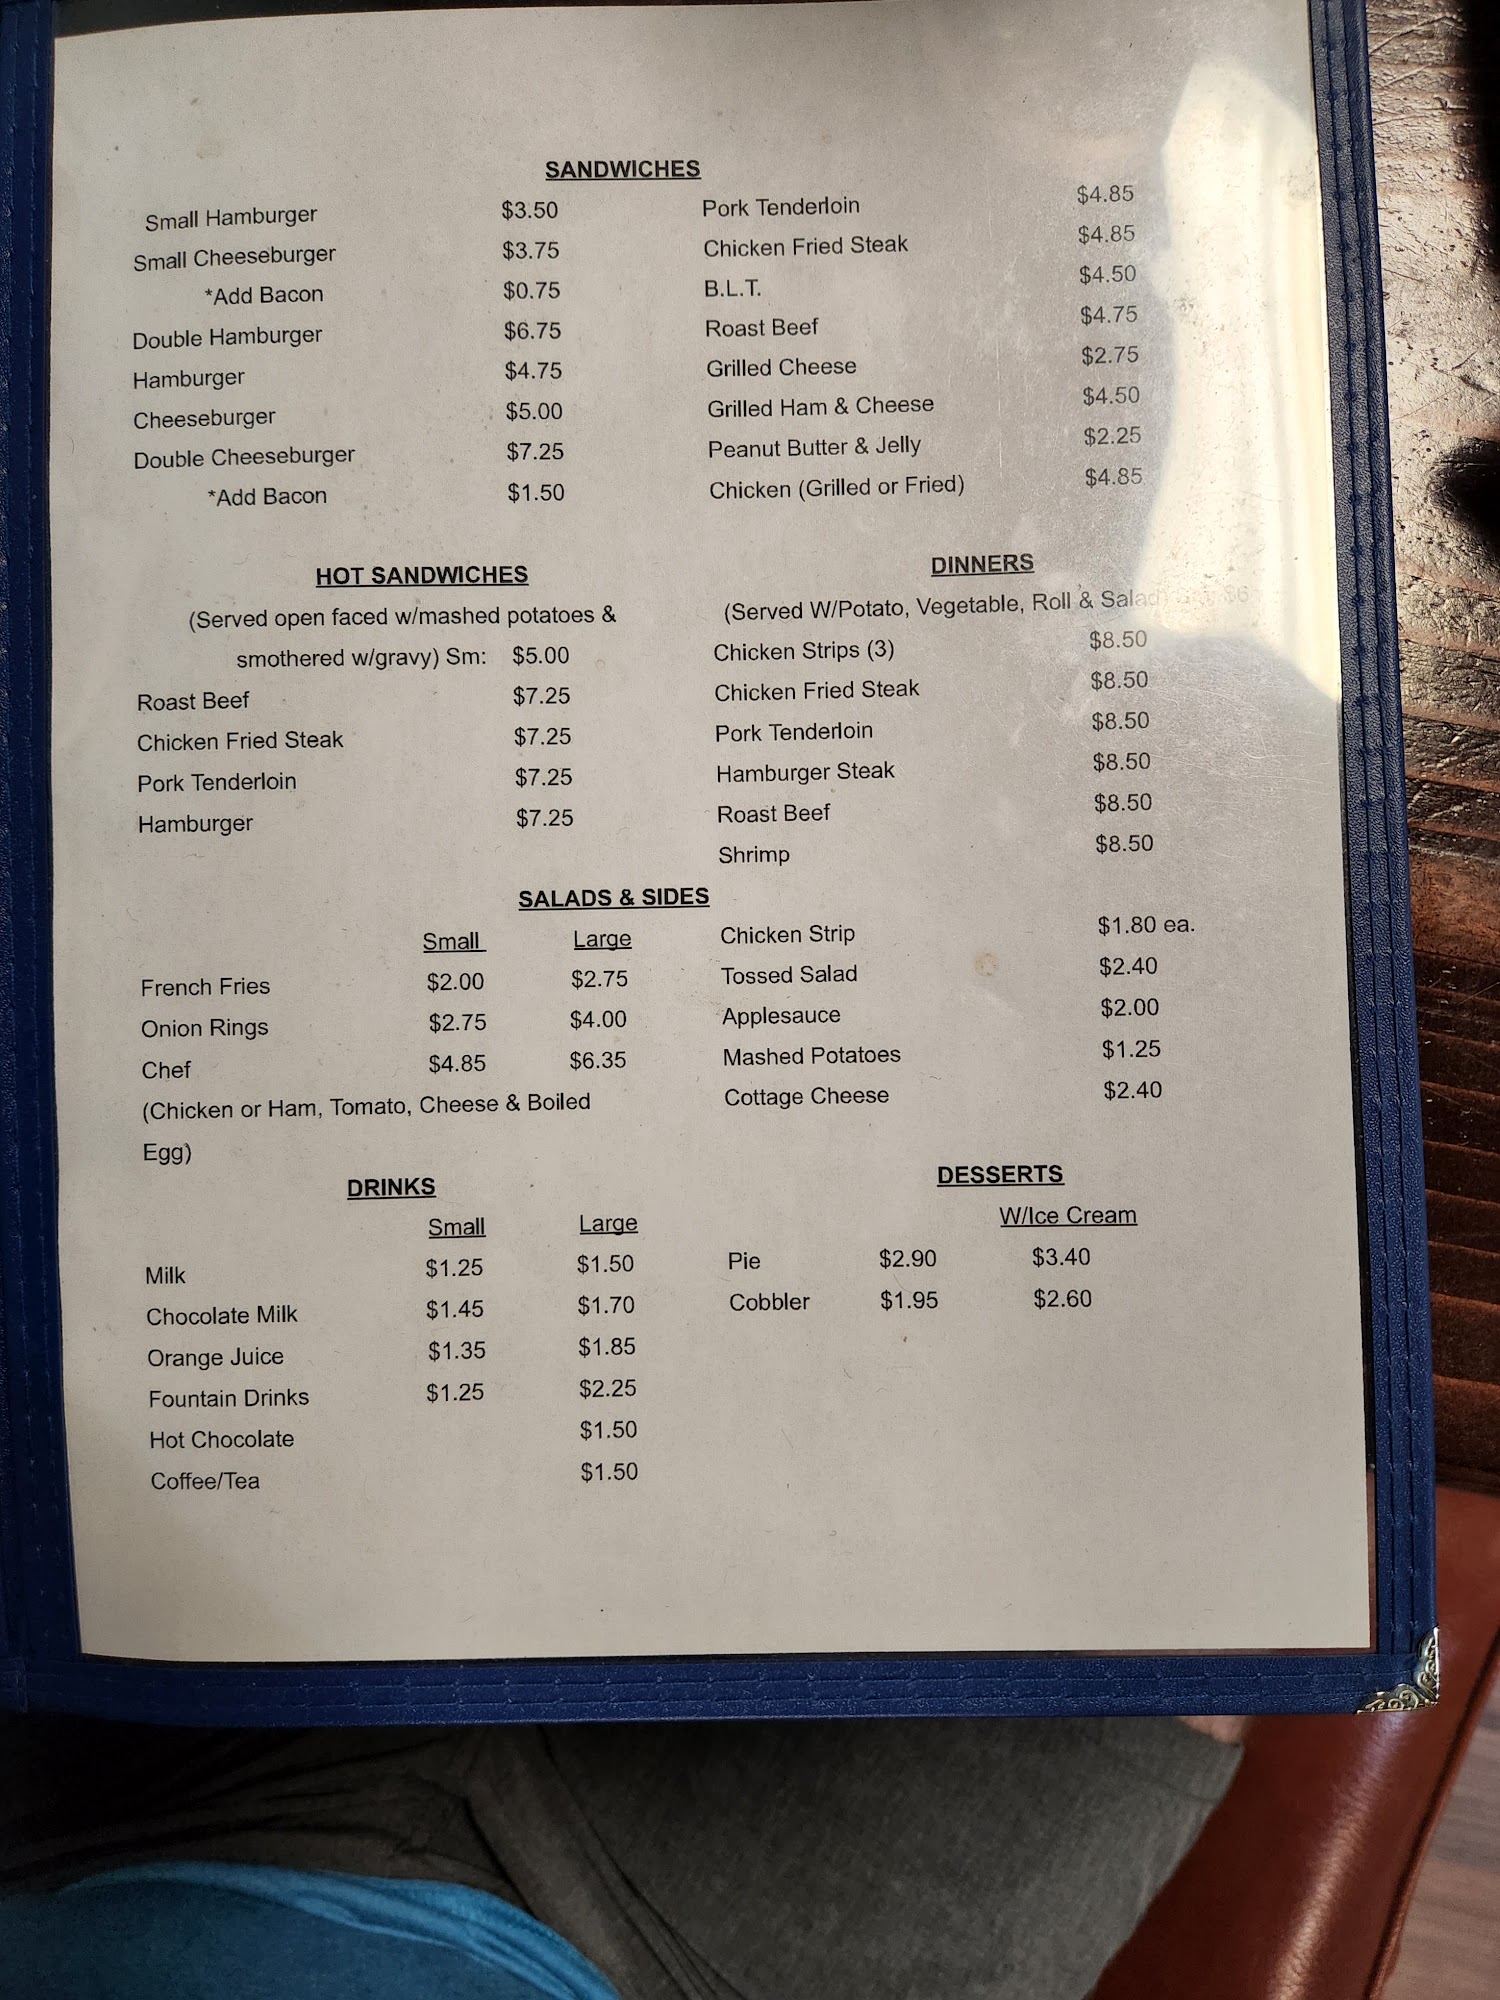 SANDWICHES
Small Hamburger $3.50
Small Cheeseburger $3.75
*Add Bacon $0.75
Double Hamburger $6.75
Hamburger $4.75
Cheeseburger $5.00
Double Cheeseburger $7.25
*Add Bacon $1.50
Pork Tenderloin $4.85
Chicken Fried Steak $4.85
B.L.T. $4.50
Roast Beef $4.75
Grilled Cheese $2.75
Grilled Ham & Cheese $4.50
Peanut Butter & Jelly $2.25
Chicken (Grilled or Fried) $4.85
HOT SANDWICHES
(Served open faced w/mashed potatoes &
smothered w/gravy) Sm: $5.00
Roast Beef $7.25
Chicken Fried Steak $7.25
Pork Tenderloin $7.25
Hamburger $7.25
DINNERS
(Served W/Potato, Vegetable, Roll & Salad)
Chicken Strips (3) $8.50
Chicken Fried Steak $8.50
Pork Tenderloin $8.50
Hamburger Steak $8.50
Roast Beef $8.50
Shrimp $8.50
SALADS & SIDES
Small Large
French Fries $2.00 $2.75
Onion Rings $2.75 $4.00
Chef $4.85 $6.35
(Chicken or Ham, Tomato, Cheese & Boiled
Egg)
Chicken Strip $1.80 ea.
Tossed Salad $2.40
Applesauce $2.00
Mashed Potatoes $1.25
Cottage Cheese $2.40
DRINKS
Small Large
Milk $1.25 $1.50
Chocolate Milk $1.45 $1.70
Orange Juice $1.35 $1.85
Fountain Drinks $1.25 $2.25
Hot Chocolate $1.50
Coffee/Tea $1.50
DESSERTS
W/Ice Cream
Pie $2.90 $3.40
Cobbler $1.95 $2.60